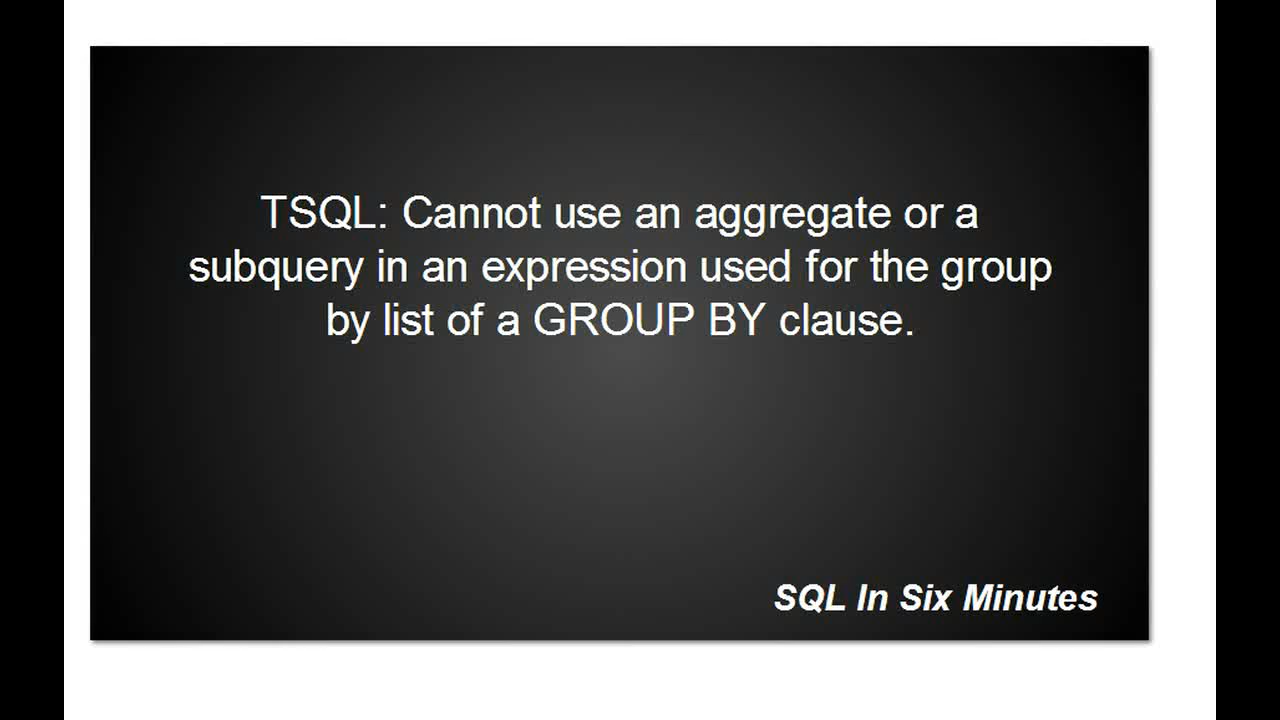 TSQL: Cannot use an aggregate or a
subquery in an expression used for the group
by list of a GROUP BY clause.
SQL In Six Minutes